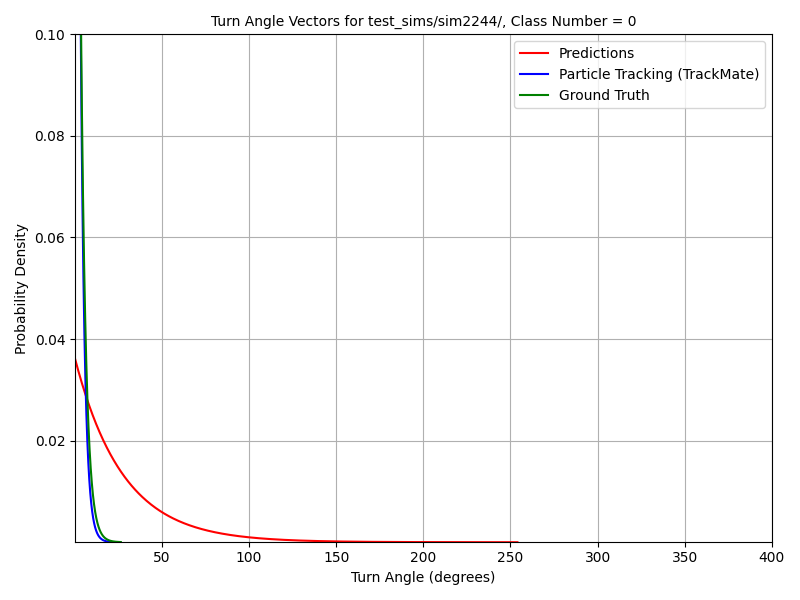 Turn Angle Vectors for test_sims/sim2244/, Class Number = 0
Predictions
Particle Tracking (TrackMate)
Ground Truth
Probability Density
0.10
0.08
0.06
0.04
0.02
50 100 150 200 250 300 350 400
Turn Angle (degrees)